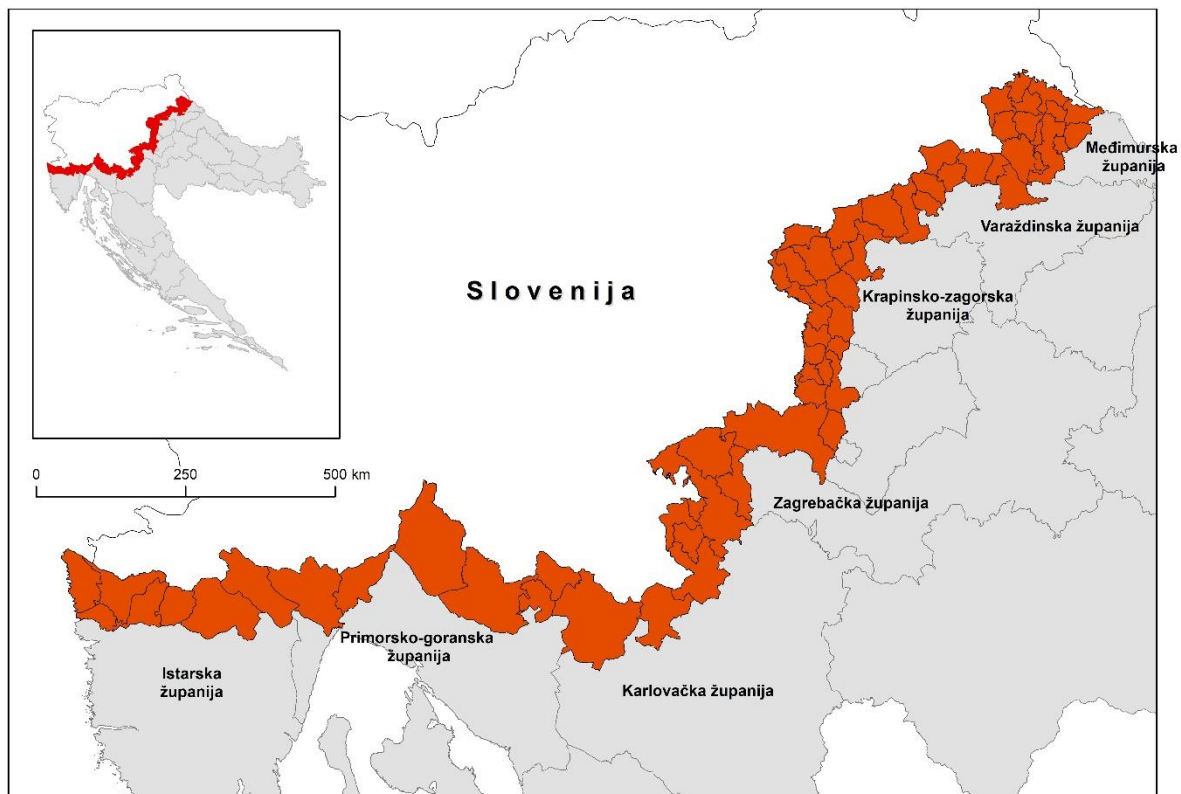 Međimurska
županija
Varaždinska županija
Slovenija
Krapinsko-zagorska
županija
0 250 500 km
Zagrebačka županija
Primorsko-goranska
županija
Istarska
županija
Karlovačka županija